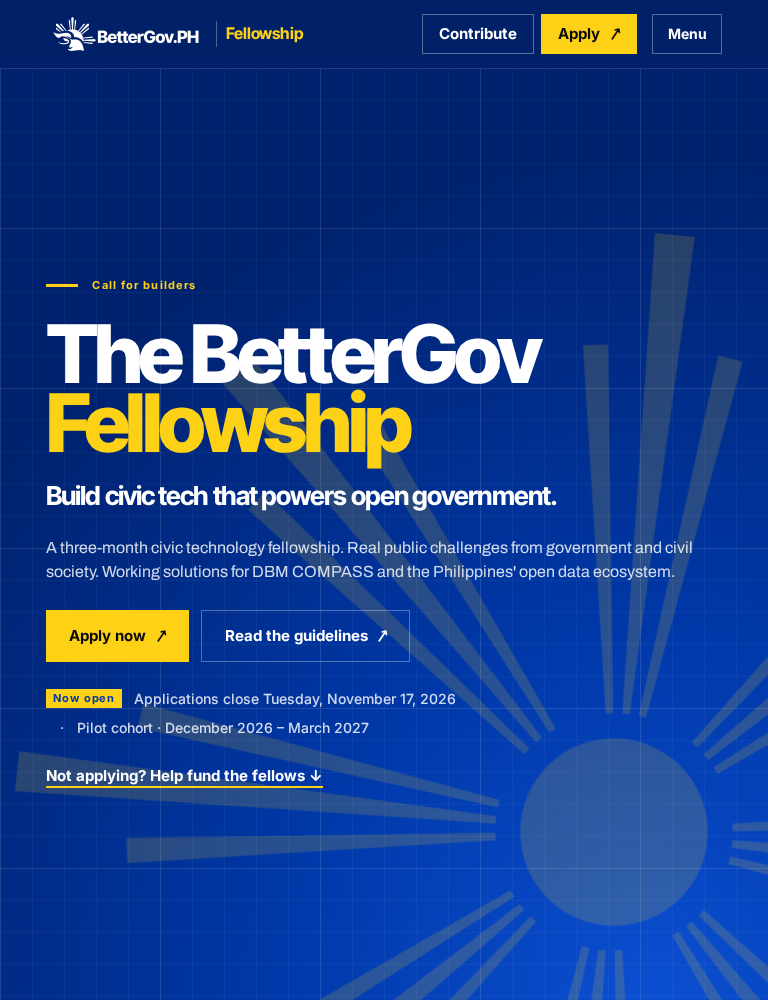 BetterGov.PH
Fellowship
Contribute
Apply ↗
Menu
Call for builders
The BetterGov
Fellowship
Build civic tech that powers open government.
A three-month civic technology fellowship. Real public challenges from government and civil
society. Working solutions for DBM COMPASS and the Philippines' open data ecosystem.
Apply now ↗
Read the guidelines ↗
Now open Applications close Tuesday, November 17, 2026
· Pilot cohort · December 2026 – March 2027
Not applying? Help fund the fellows ↓